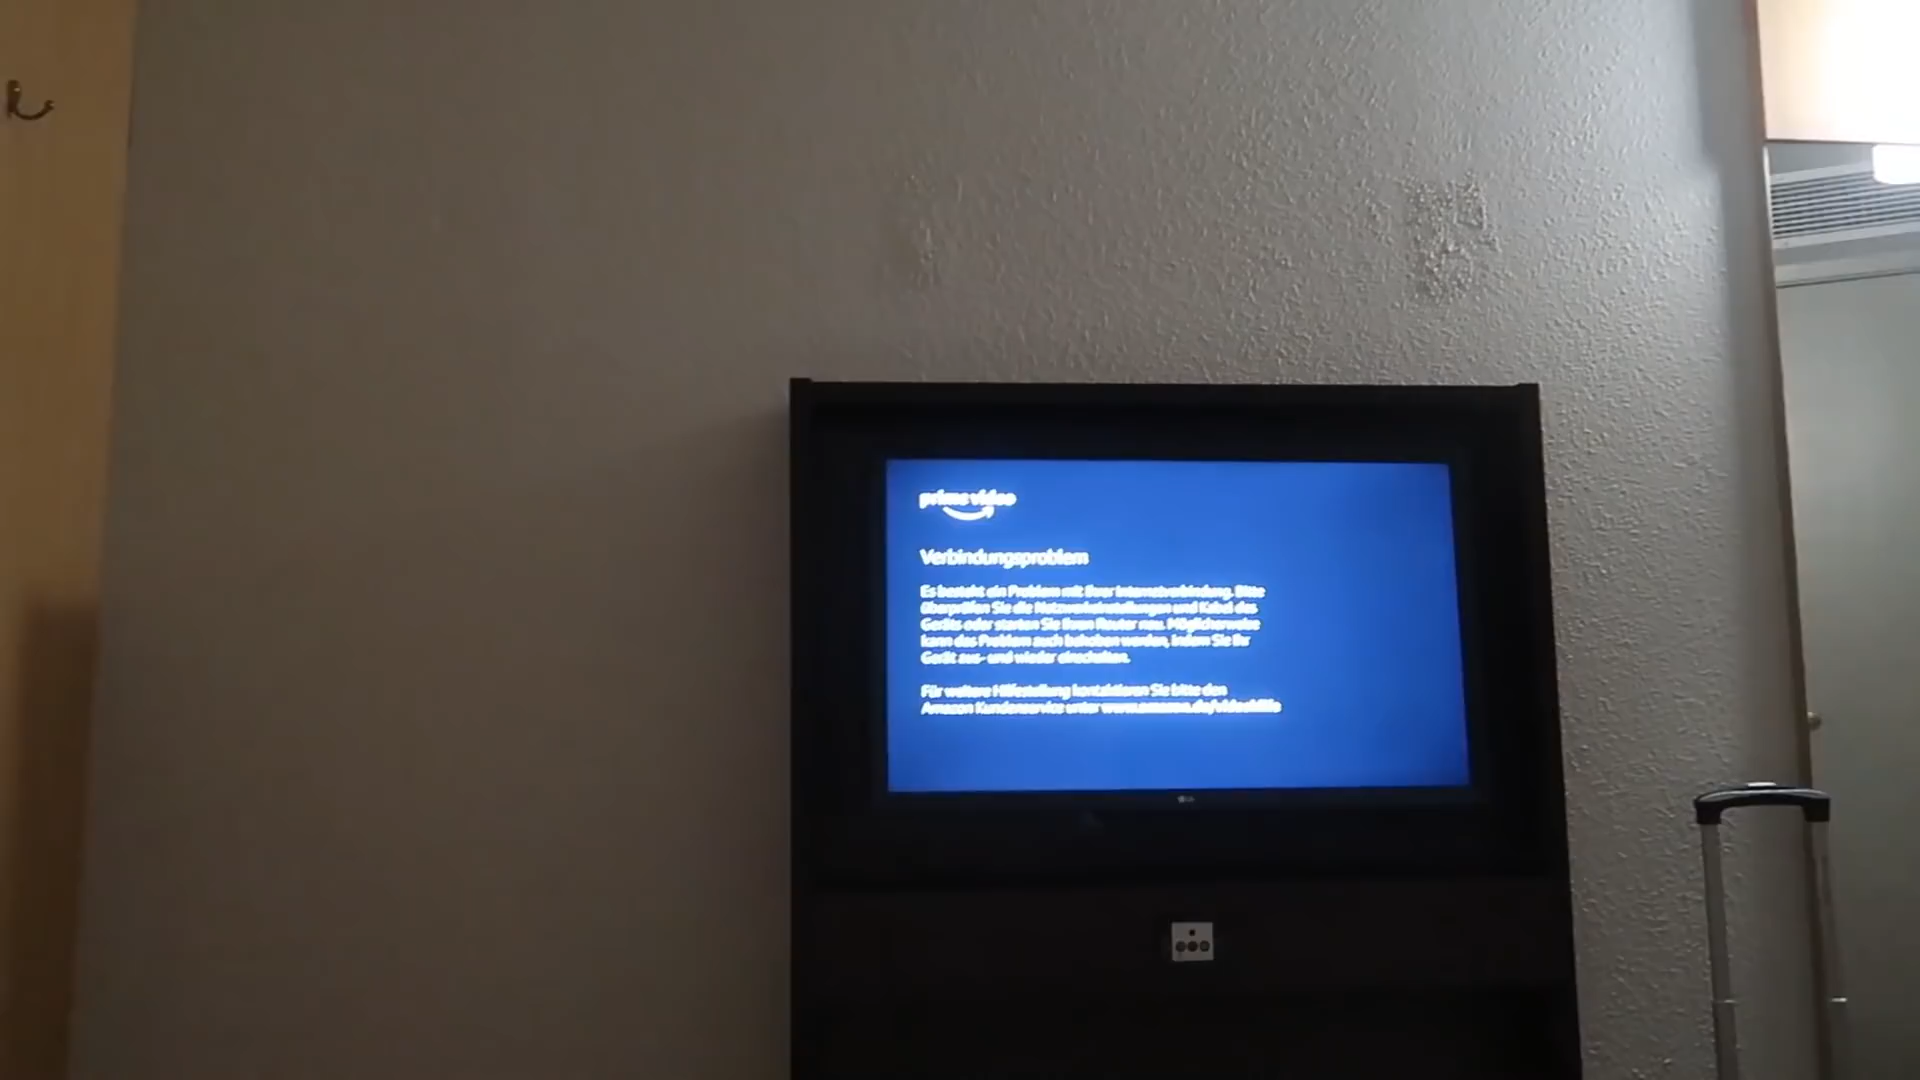 prime video
Verbindungsproblem
Es besteht ein Problem mit Ihrer Internetverbindung. Bitte
überprüfen Sie die Netzwerkeinstellungen und Kabel des
Geräts oder starten Sie Ihren Router neu. Möglicherweise
kann das Problem auch behoben werden, indem Sie Ihr
Gerät aus- und wieder einschalten.
Für weitere Hilfestellung kontaktieren Sie bitte den
Amazon Kundenservice unter www.amazon.de/videohilfe
LG